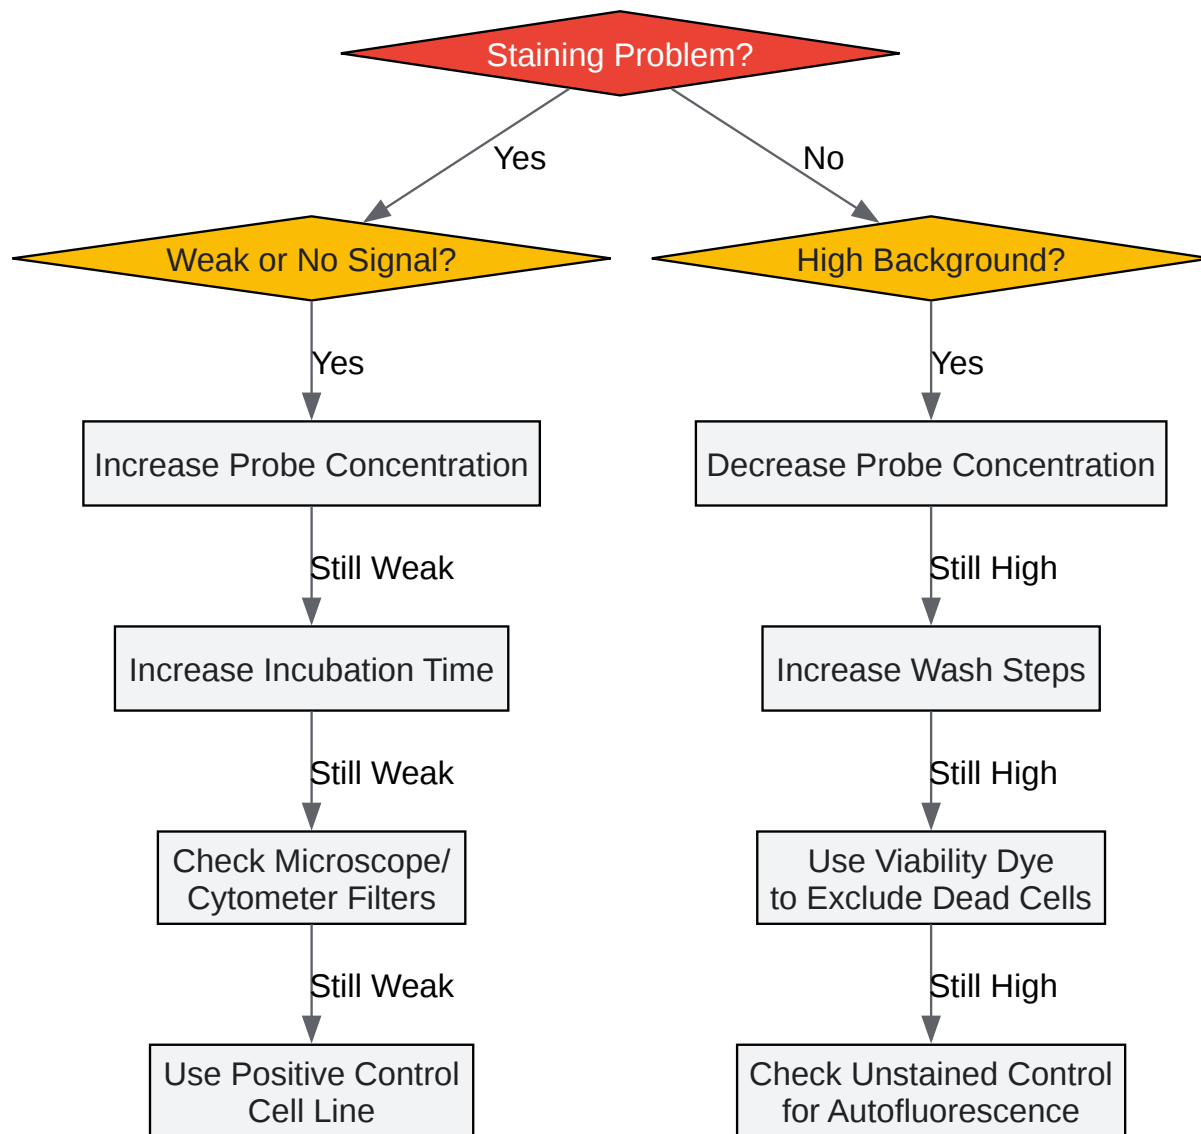 Staining Problem?
Yes
No
Weak or No Signal?
High Background?
Yes
Yes
Increase Probe Concentration
Decrease Probe Concentration
Still Weak
Still High
Increase Incubation Time
Increase Wash Steps
Still Weak
Still High
Check Microscope/
Cytometer Filters
Use Viability Dye
to Exclude Dead Cells
Still Weak
Still High
Use Positive Control
Cell Line
Check Unstained Control
for Autofluorescence